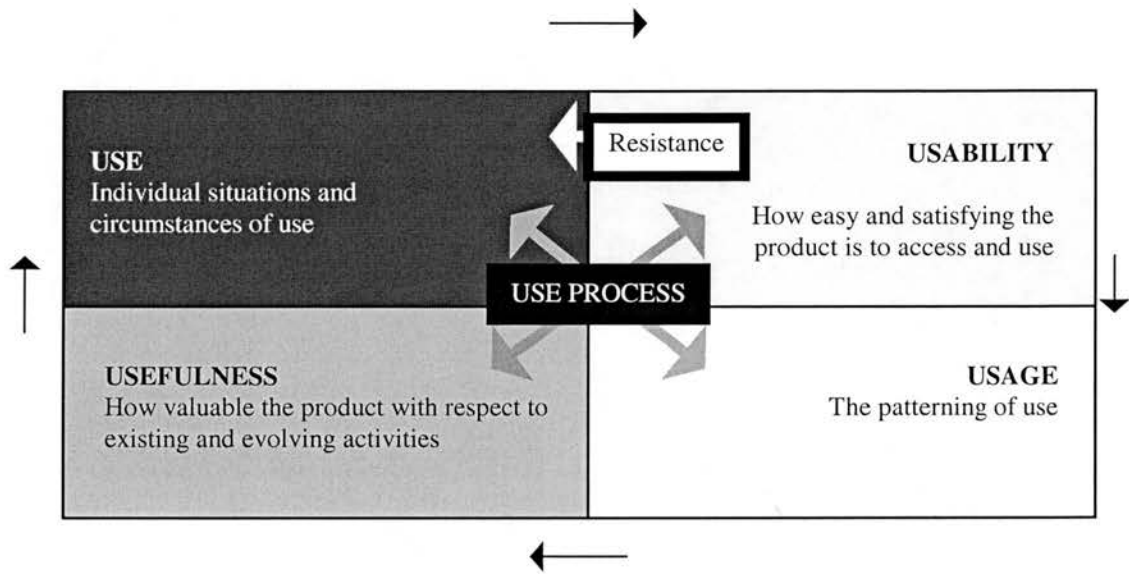 USE
Individual situations and
circumstances of use
Resistance
USABILITY
How easy and satisfying the
product is to access and use
USE PROCESS
USEFULNESS
How valuable the product with respect to
existing and evolving activities
USAGE
The patterning of use